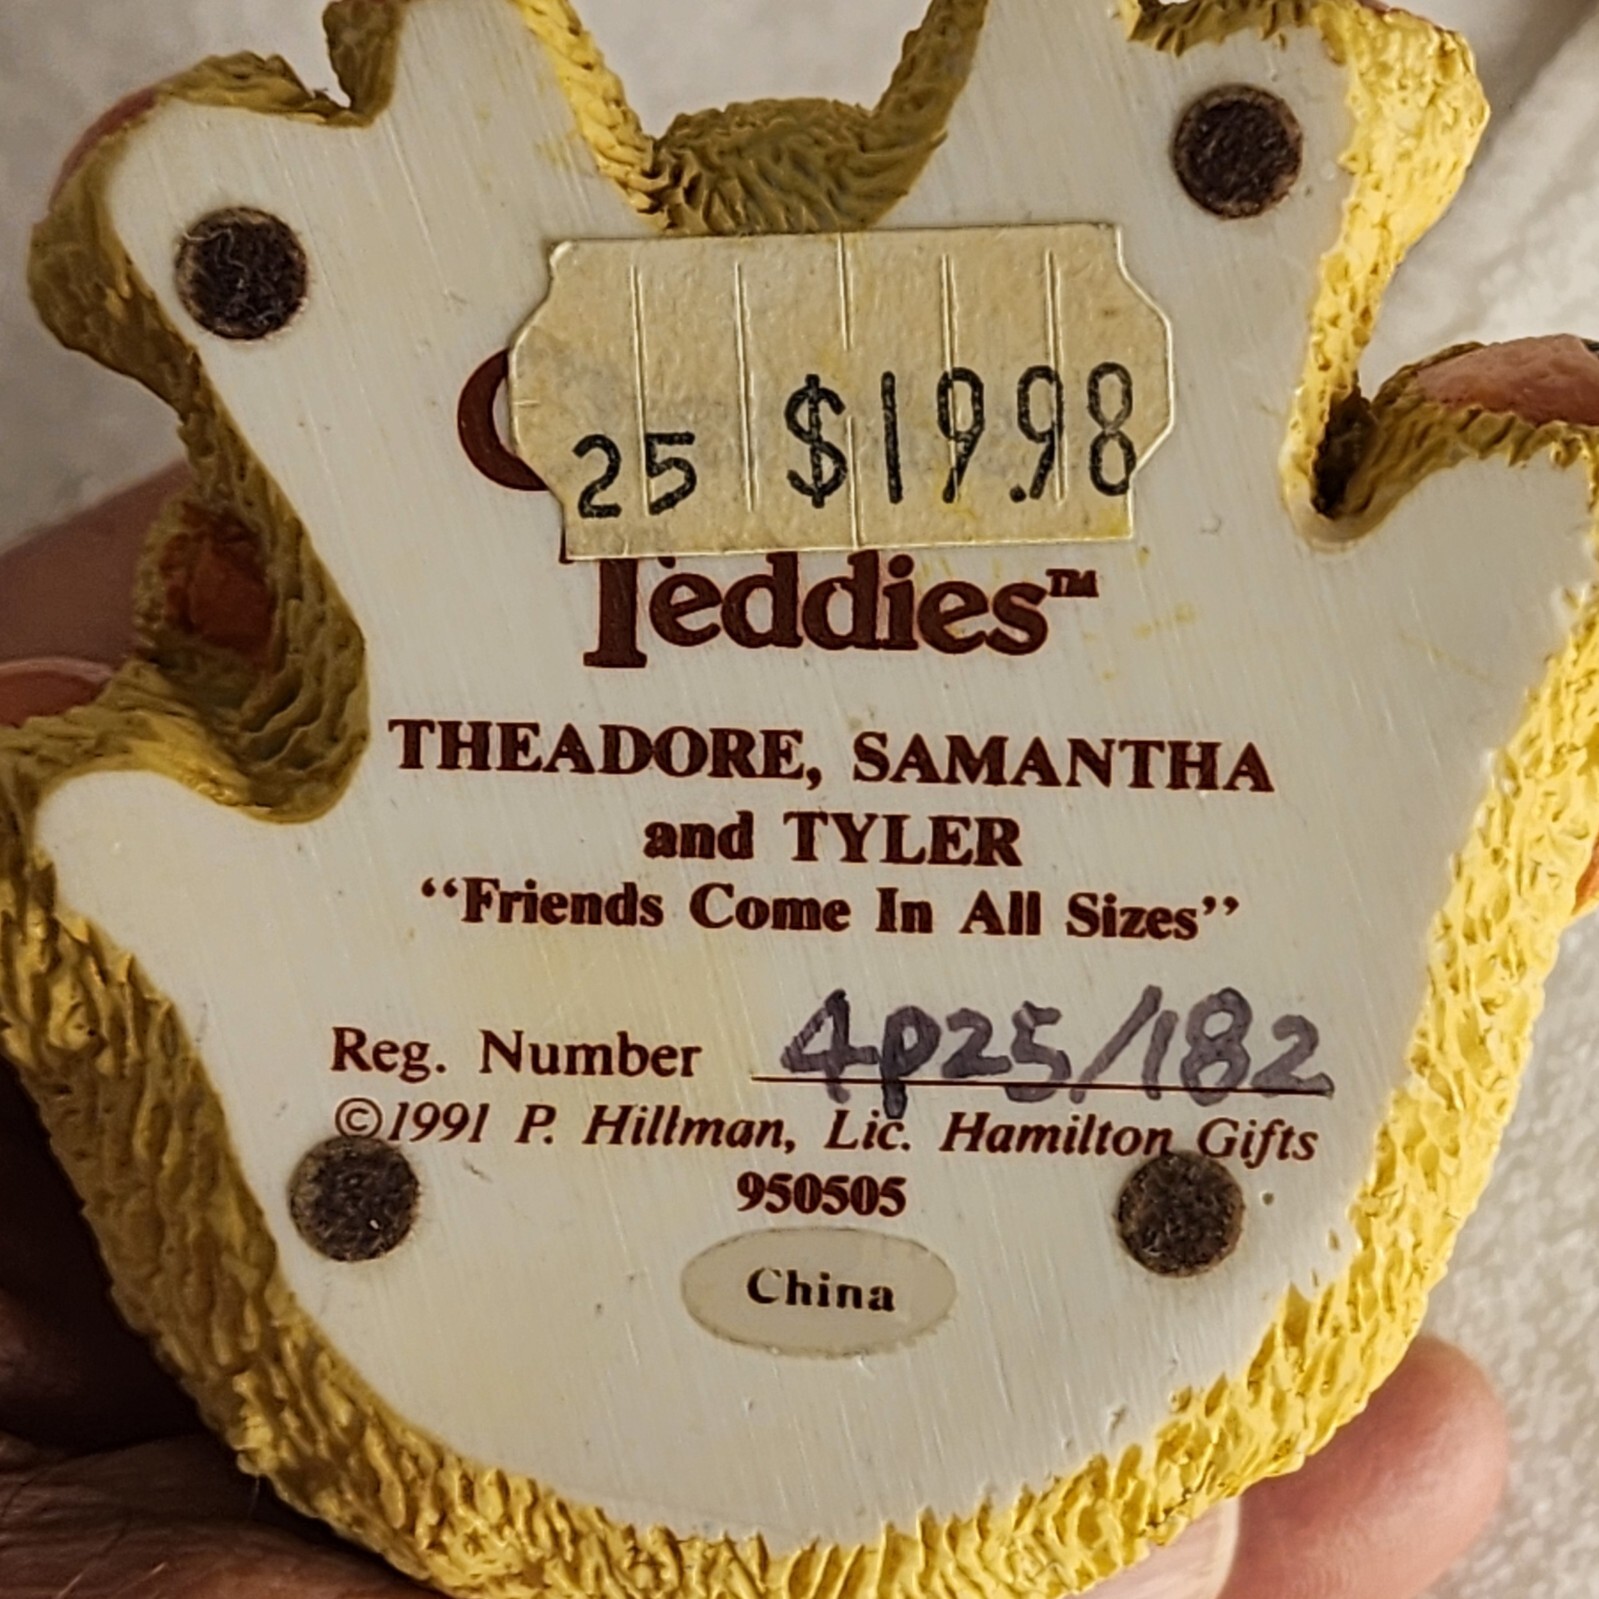 25 $19.98
Teddies™
THEADORE, SAMANTHA
and TYLER
“Friends Come In All Sizes”
Reg. Number 4p25/182
©1991 P. Hillman, Lic. Hamilton Gifts
950505
China